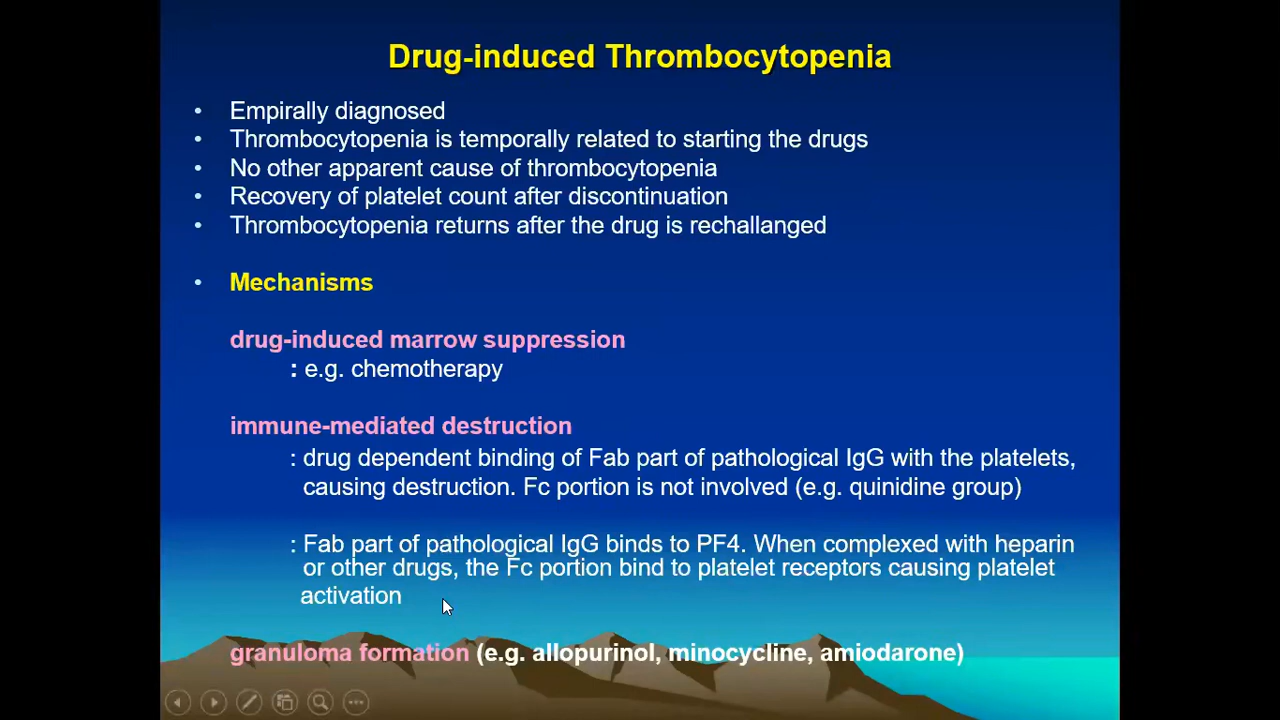 Drug-induced Thrombocytopenia
• Empirally diagnosed
• Thrombocytopenia is temporally related to starting the drugs
• No other apparent cause of thrombocytopenia
• Recovery of platelet count after discontinuation
• Thrombocytopenia returns after the drug is rechallanged
• Mechanisms
drug-induced marrow suppression
: e.g. chemotherapy
immune-mediated destruction
: drug dependent binding of Fab part of pathological IgG with the platelets,
causing destruction. Fc portion is not involved (e.g. quinidine group)
: Fab part of pathological IgG binds to PF4. When complexed with heparin
or other drugs, the Fc portion bind to platelet receptors causing platelet
activation
granuloma formation (e.g. allopurinol, minocycline, amiodarone)